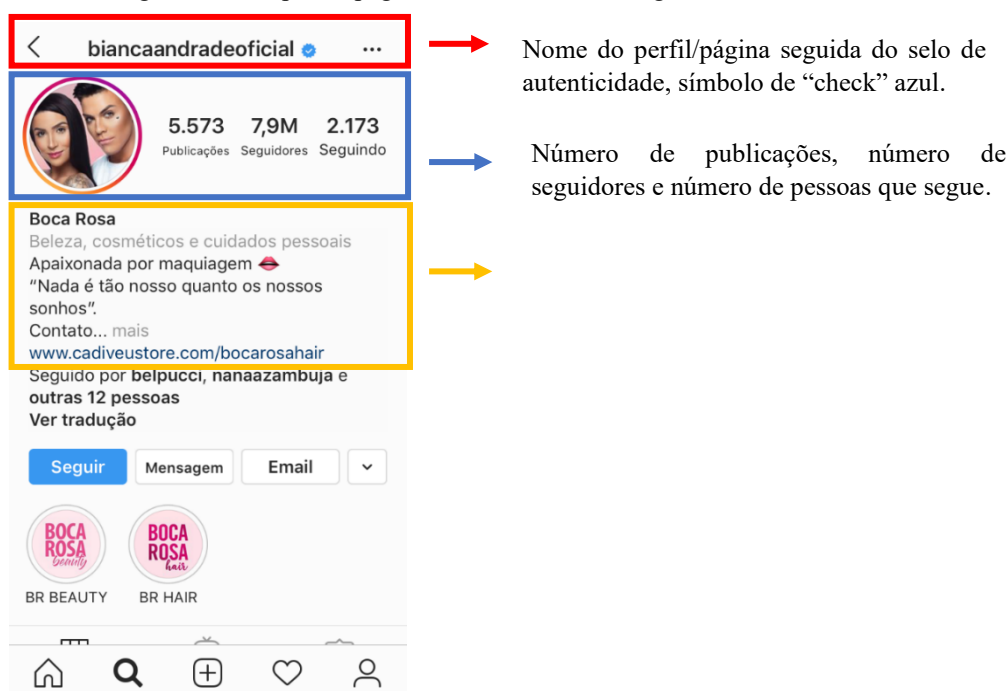 biancaandradeoficial
...
Nome do perfil/página seguida do selo de
autenticidade, símbolo de “check” azul.
5.573 7,9M 2.173
Publicações Seguidores Seguindo
Número de publicações, número de
seguidores e número de pessoas que segue.
Boca Rosa
Beleza, cosméticos e cuidados pessoais
Apaixonada por maquiagem 👄
“Nada é tão nosso quanto os nossos
sonhos”.
Contato... mais
www.cadiveustore.com/bocarosahair
Seguido por belpucci, nanaazambuja e
outras 12 pessoas
Ver tradução
Seguir Mensagem Email
BOCA
ROSA
beauty
BOCA
ROSA
hair
BR BEAUTY BR HAIR